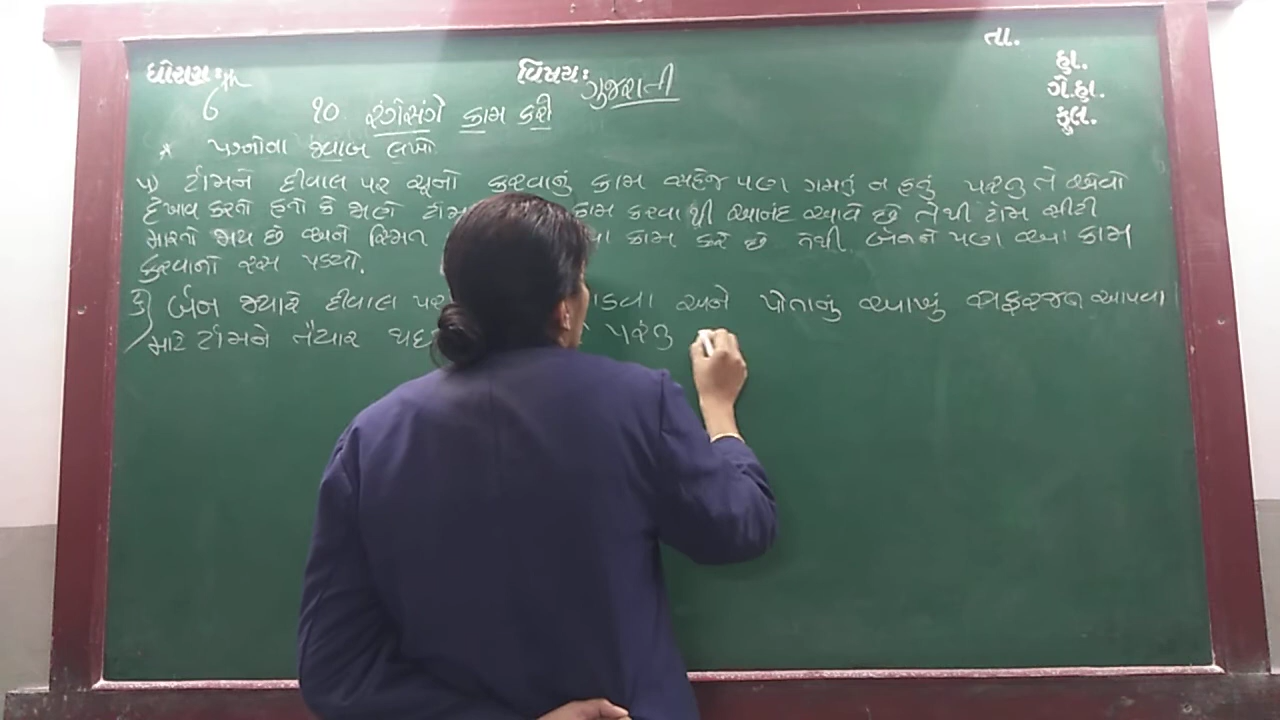 તા.
હા.
ગે.હા.
કુલ.
ધોરણ: 6 વિષય: ગુજરાતી
૧૦ રંગેસંગે કામ કરી
* પ્રશ્નોના જવાબ લખો
૫) ટૉમને દીવાલ પર ચૂનો કરવાનું કામ સહેજ પણ ગમતું ન હતું પરંતુ તે એવો
દેખાવ કરતો હતો કે જાણે ટૉમ કામ કરવાથી આનંદ આવે છે તેથી ટૉમ સીટી
મારતો જાય છે અને સ્મિત કામ કરે છે તેથી બેનને પણ આ કામ
કરવાનો રસ પડ્યો.
૬) બેન જ્યારે દીવાલ પર અને પોતાનું આખું સફરજન આપવા
માટે ટૉમને તૈયાર પરંતુ